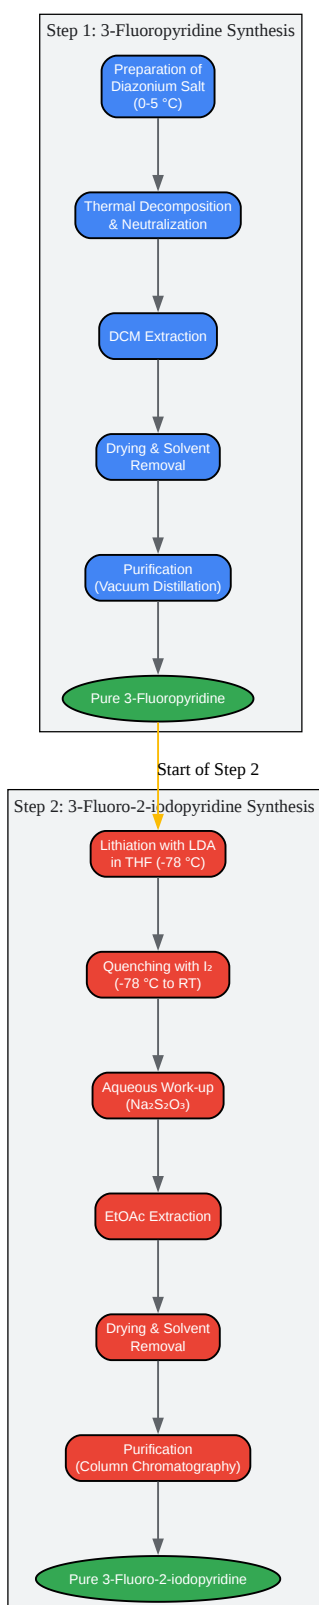 Step 1: 3-Fluoropyridine Synthesis
Preparation of
Diazonium Salt
(0-5 °C)
Thermal Decomposition
& Neutralization
DCM Extraction
Drying & Solvent
Removal
Purification
(Vacuum Distillation)
Pure 3-Fluoropyridine
Start of Step 2
Step 2: 3-Fluoro-2-iodopyridine Synthesis
Lithiation with LDA
in THF (-78 °C)
Quenching with I₂
(-78 °C to RT)
Aqueous Work-up
(Na₂S₂O₃)
EtOAc Extraction
Drying & Solvent
Removal
Purification
(Column Chromatography)
Pure 3-Fluoro-2-iodopyridine